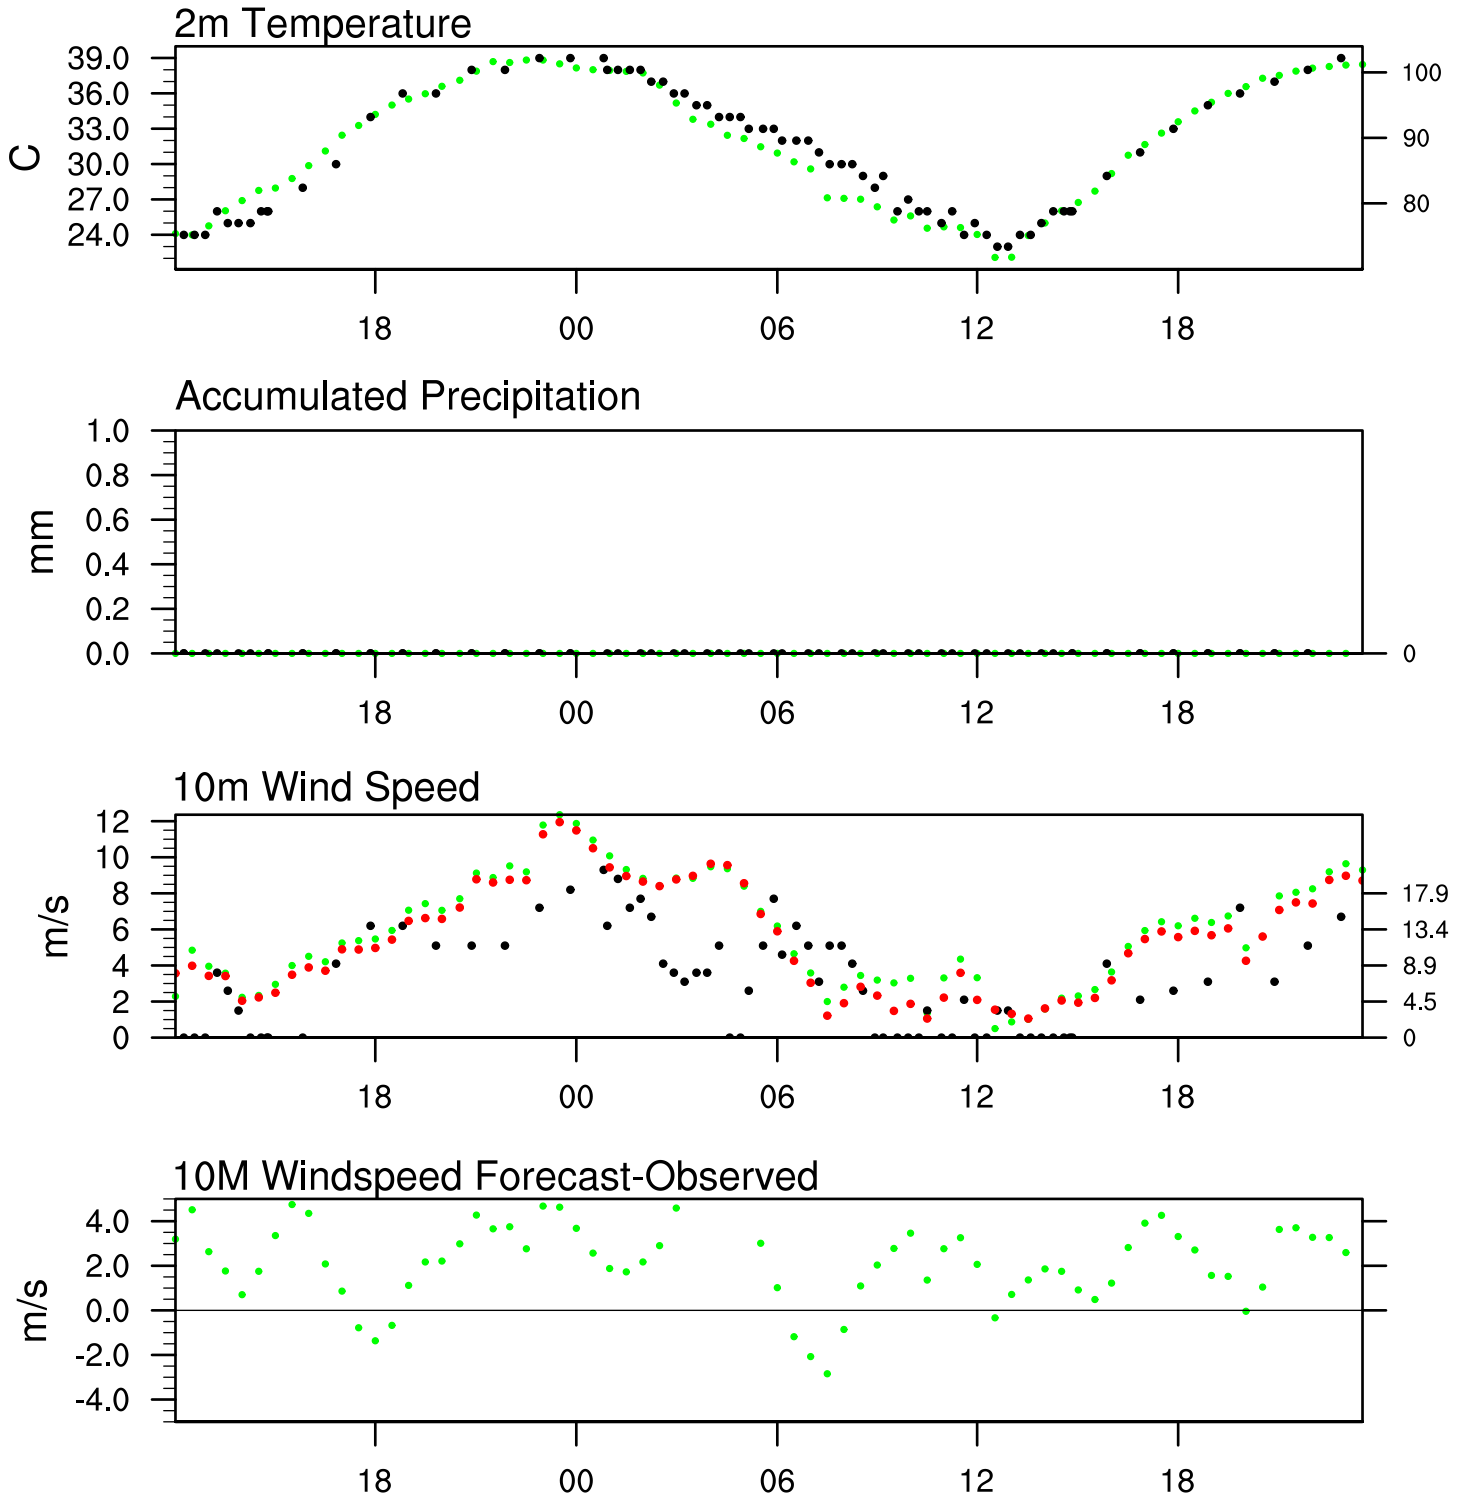 2m Temperature
39.0
36.0
33.0
30.0
27.0
24.0
C
100
90
80
18 00 06 12 18
Accumulated Precipitation
1.0
0.8
0.6
0.4
0.2
0.0
mm
0
18 00 06 12 18
10m Wind Speed
12
10
8
6
4
2
0
m/s
17.9
13.4
8.9
4.5
0
18 00 06 12 18
10M Windspeed Forecast-Observed
4.0
2.0
0.0
-2.0
-4.0
m/s
18 00 06 12 18